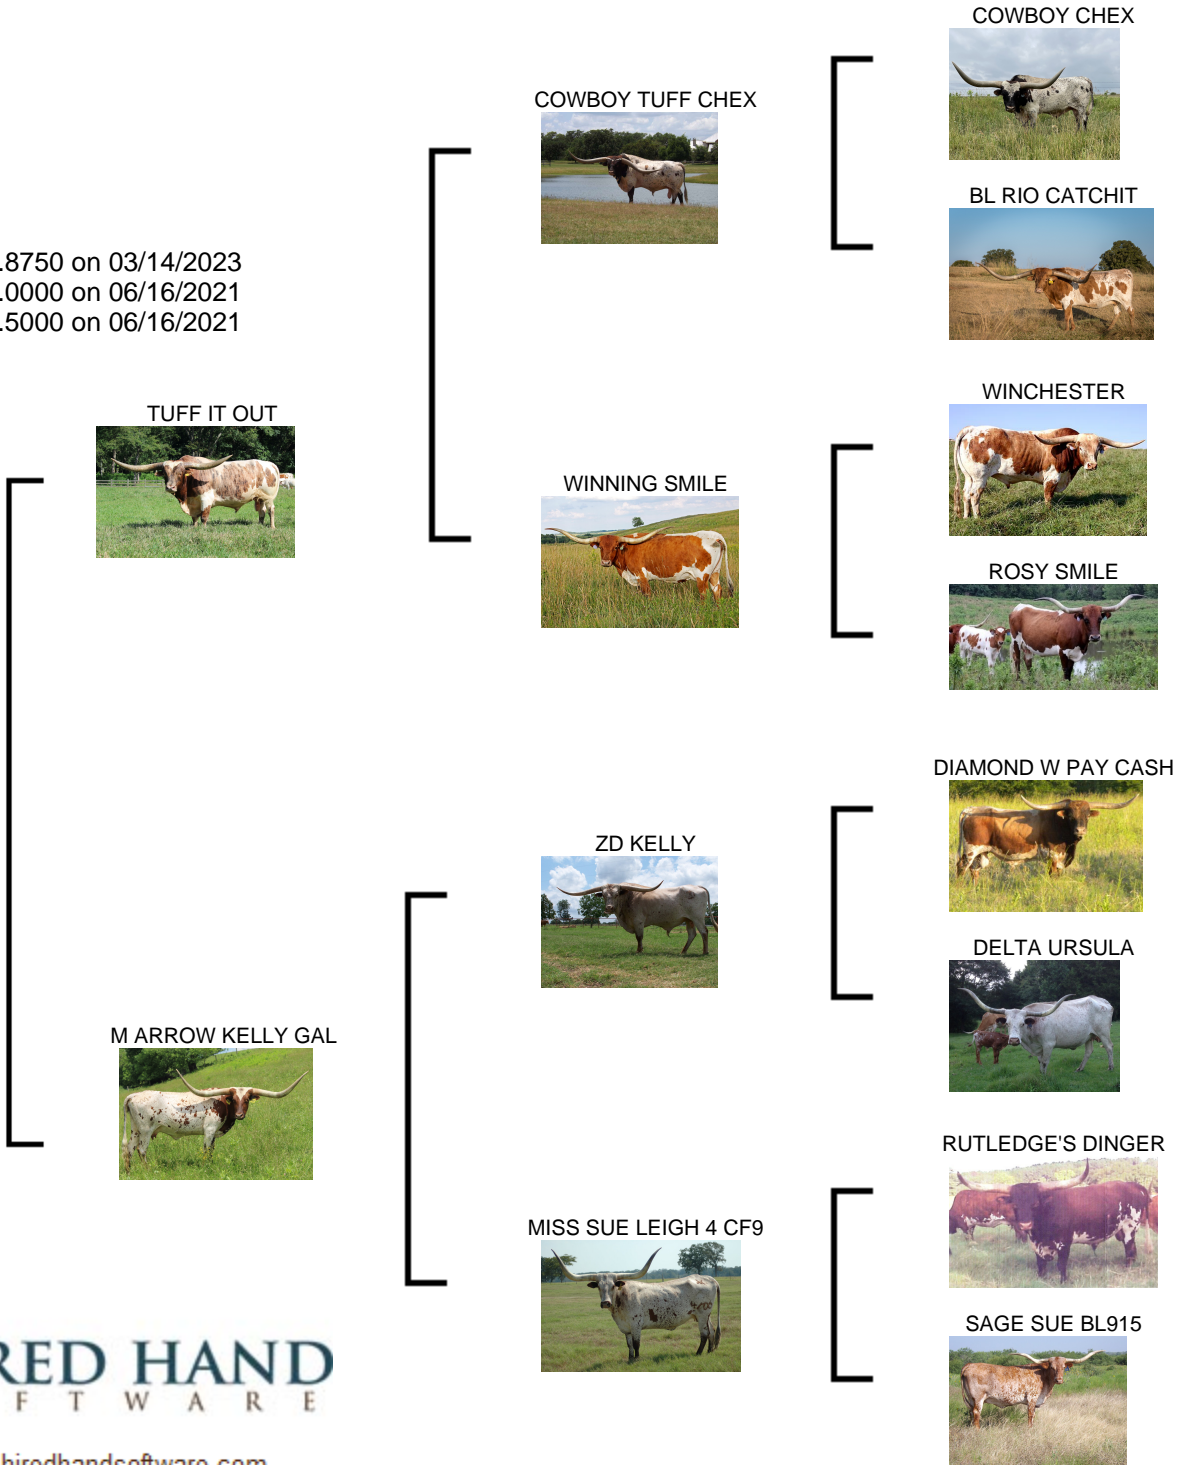 COWBOY CHEX
COWBOY TUFF CHEX
BL RIO CATCHIT
.8750 on 03/14/2023
.0000 on 06/16/2021
.5000 on 06/16/2021
WINCHESTER
TUFF IT OUT
WINNING SMILE
ROSY SMILE
DIAMOND W PAY CASH
ZD KELLY
DELTA URSULA
M ARROW KELLY GAL
RUTLEDGE'S DINGER
MISS SUE LEIGH 4 CF9
SAGE SUE BL915
RED HAND
F T W A R E
hiredhandsoftware.com